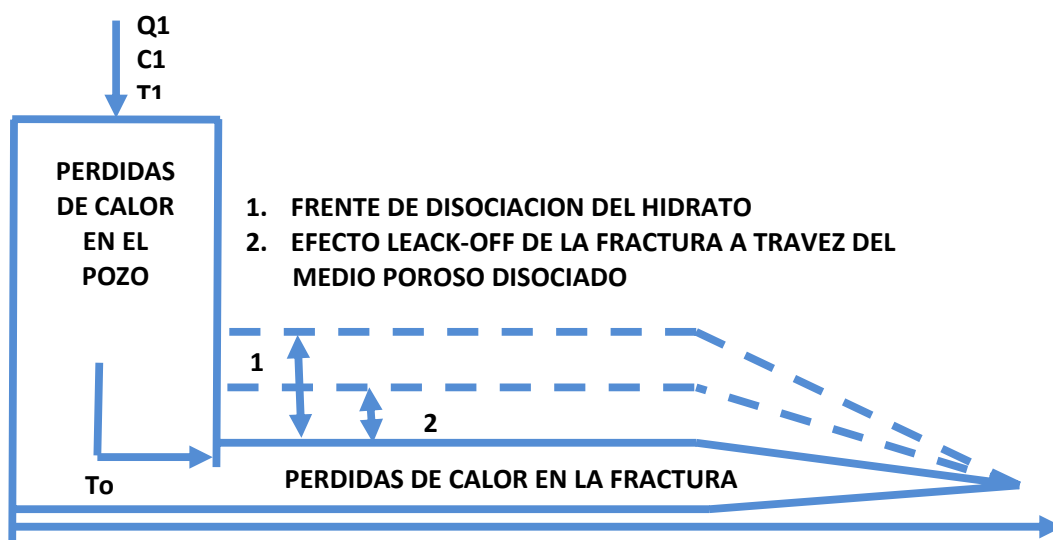 Q1
C1
T1
PERDIDAS
DE CALOR
EN EL
POZO
1. FRENTE DE DISOCIACION DEL HIDRATO
2. EFECTO LEACK-OFF DE LA FRACTURA A TRAVEZ DEL
MEDIO POROSO DISOCIADO
1
2
To
PERDIDAS DE CALOR EN LA FRACTURA